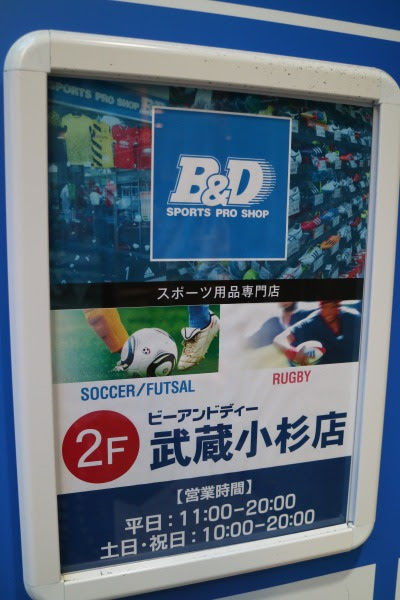 SPORTS PRO SHOP B&D
B&D
SPORTS PRO SHOP
スポーツ用品専門店
SOCCER/FUTSAL
RUGBY
2F
ビーアンドディー
武蔵小杉店
【営業時間】
平日:11:00-20:00
土日・祝日:10:00-20:00